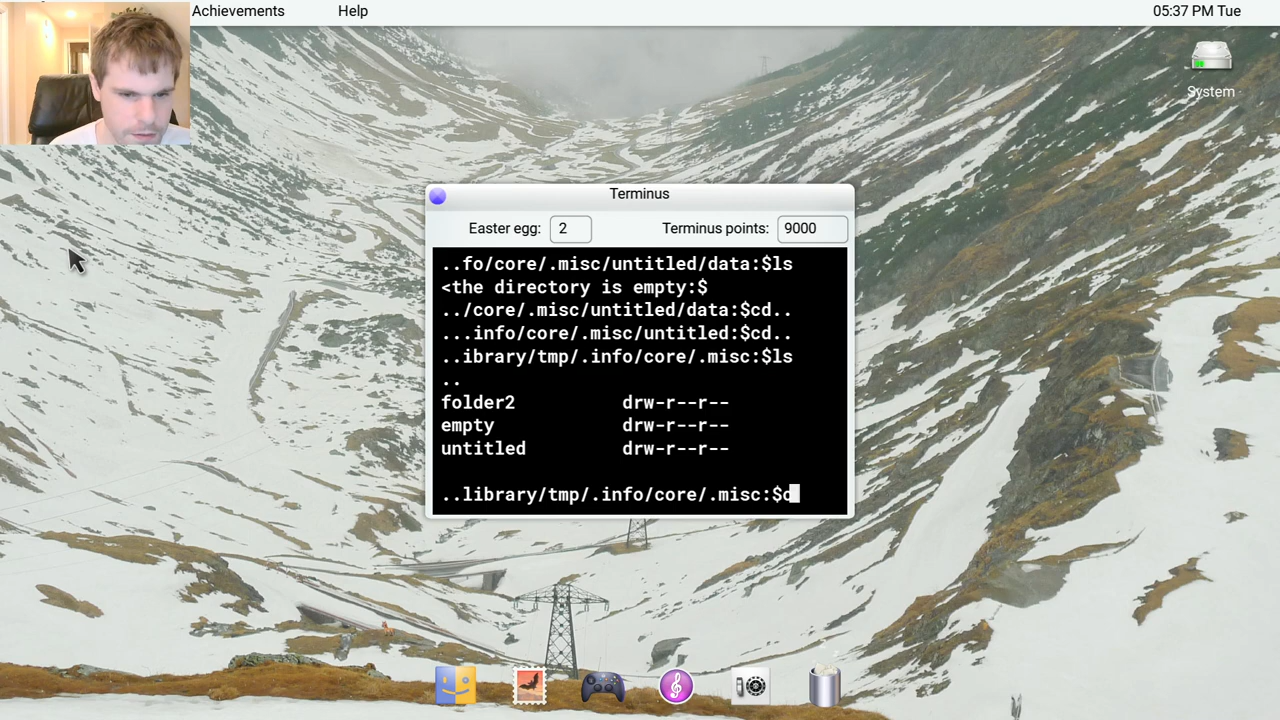 Achievements Help 05:37 PM Tue
System
Terminus
Easter egg: 2 Terminus points: 9000
..fo/core/.misc/untitled/data:$ls
<the directory is empty:$
../core/.misc/untitled/data:$cd..
...info/core/.misc/untitled:$cd..
..ibrary/tmp/.info/core/.misc:$ls
..
folder2 drw-r--r--
empty drw-r--r--
untitled drw-r--r--
..library/tmp/.info/core/.misc:$c